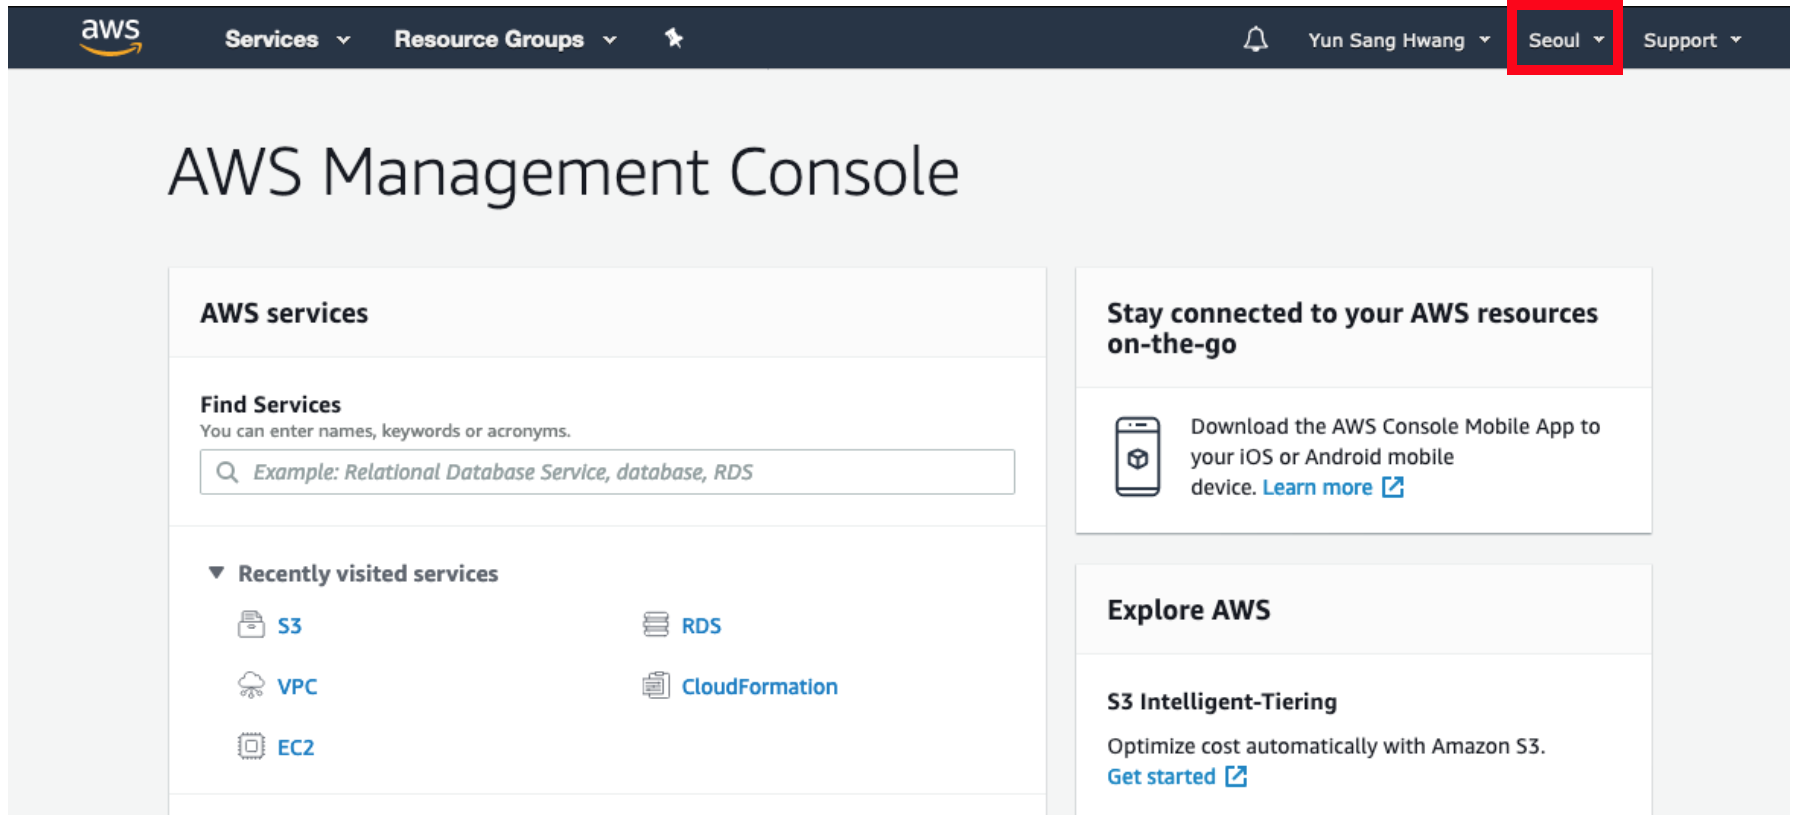 aws Services Resource Groups Yun Sang Hwang Seoul Support
AWS Management Console
AWS services
Find Services
You can enter names, keywords or acronyms.
Example: Relational Database Service, database, RDS
Recently visited services
S3 RDS
VPC CloudFormation
EC2
Stay connected to your AWS resources
on-the-go
Download the AWS Console Mobile App to
your iOS or Android mobile
device. Learn more
Explore AWS
S3 Intelligent-Tiering
Optimize cost automatically with Amazon S3.
Get started